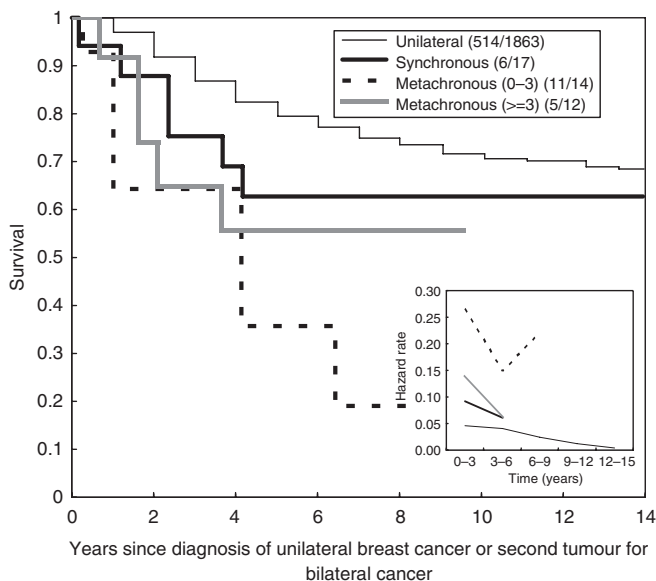 1
0.9
0.8
0.7
0.6
0.5
0.4
0.3
0.2
0.1
0
Survival
Unilateral (514/1863)
Synchronous (6/17)
Metachronous (0–3) (11/14)
Metachronous (>=3) (5/12)
0.30
0.25
0.20
0.15
0.10
0.05
0.00
Hazard rate
0–3 3–6 6–9 9–12 12–15
Time (years)
0 2 4 6 8 10 12 14
Years since diagnosis of unilateral breast cancer or second tumour for
bilateral cancer